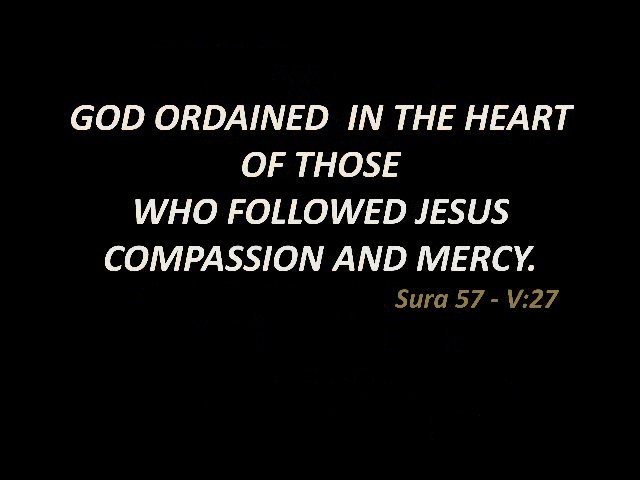 GOD ORDAINED IN THE HEART
OF THOSE
WHO FOLLOWED JESUS
COMPASSION AND MERCY.
Sura 57 - V:27